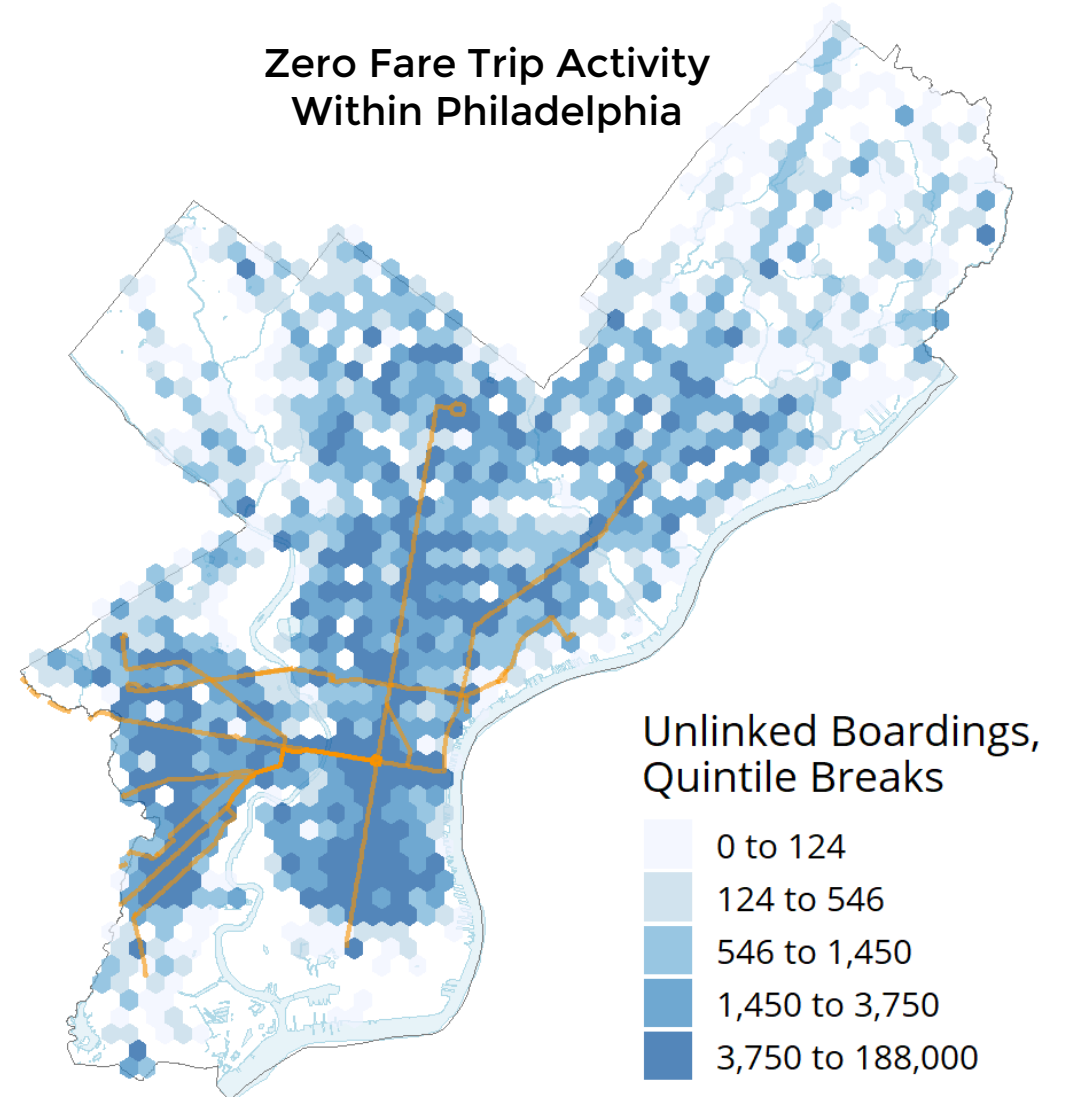 Zero Fare Trip Activity
Within Philadelphia
Unlinked Boardings,
Quintile Breaks
0 to 124
124 to 546
546 to 1,450
1,450 to 3,750
3,750 to 188,000